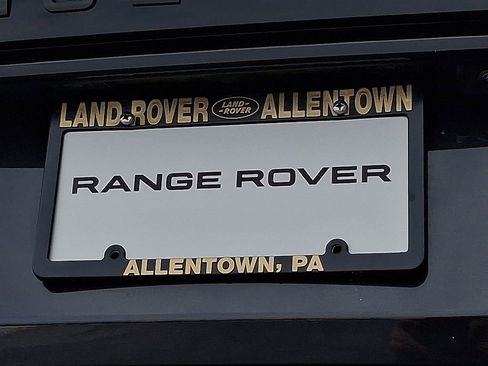 LAND ROVER LAND-ROVER ALLENTOWN
RANGE ROVER
ALLENTOWN, PA